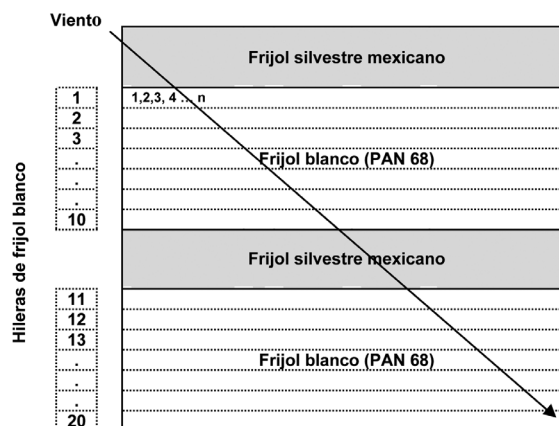 Viento
Frijol silvestre mexicano
1 1,2,3, 4 ... n
2
3
. Frijol blanco (PAN 68)
.
.
10
Frijol silvestre mexicano
11
12
13
. Frijol blanco (PAN 68)
.
.
20
Hileras de frijol blanco